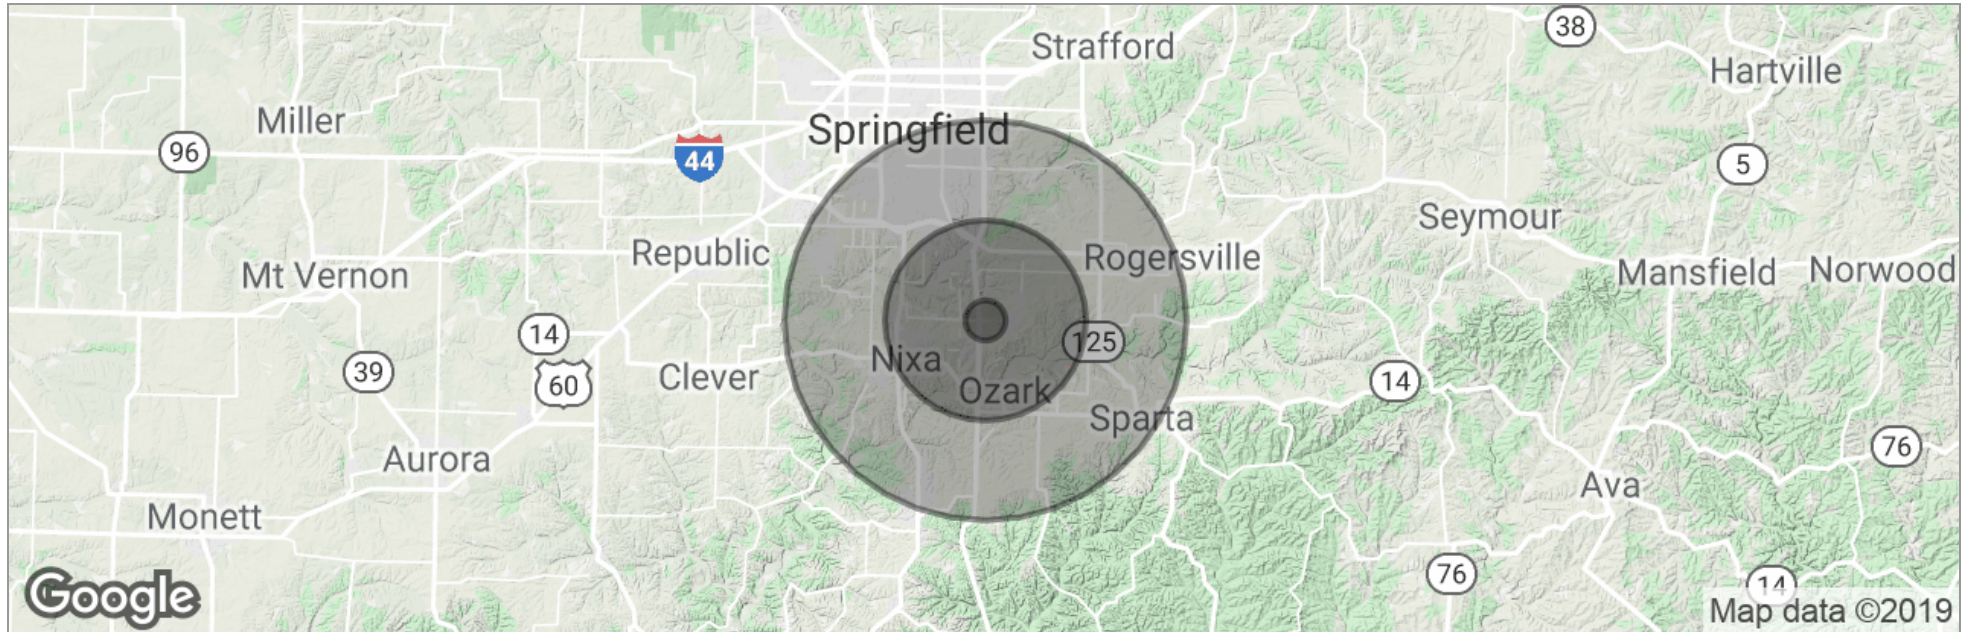 38
Strafford
Hartville
Miller
Springfield
96
44
5
Seymour
Republic
Rogersville
Mt Vernon
Mansfield
Norwood
14
125
Nixa
39
60
Clever
14
Ozark
Sparta
76
Aurora
Ava
Monett
76
14
Google
Map data ©2019